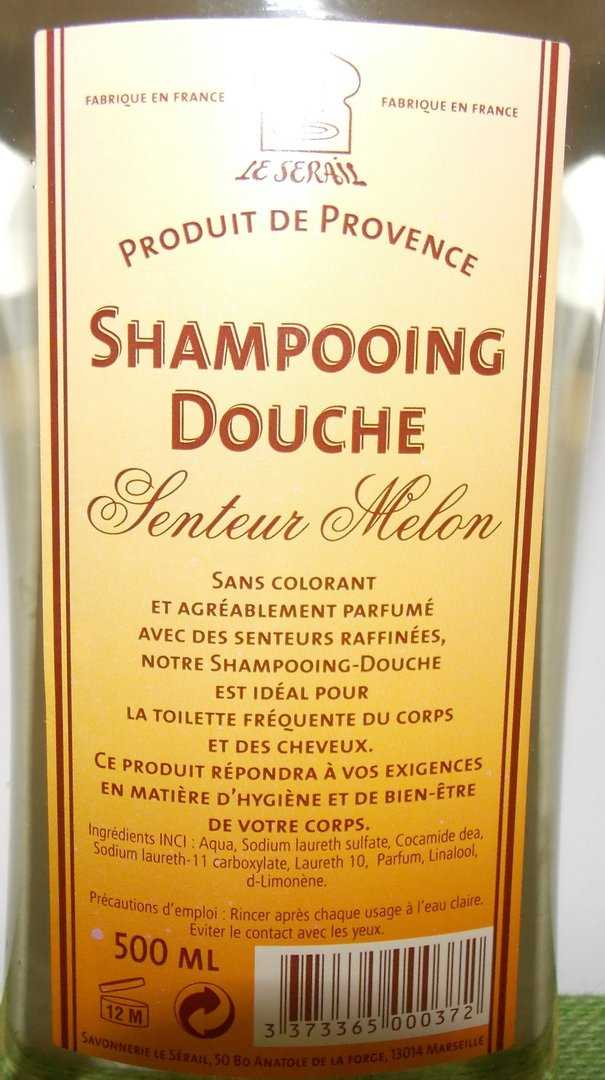 FABRIQUE EN FRANCE
FABRIQUE EN FRANCE
LE SERAIL
PRODUIT DE PROVENCE
SHAMPOOING
DOUCHE
Senteur Melon
SANS COLORANT
ET AGRÉABLEMENT PARFUMÉ
AVEC DES SENTEURS RAFFINÉES,
NOTRE SHAMPOOING-DOUCHE
EST IDÉAL POUR
LA TOILETTE FRÉQUENTE DU CORPS
ET DES CHEVEUX.
CE PRODUIT RÉPONDRA À VOS EXIGENCES
EN MATIÈRE D'HYGIÈNE ET DE BIEN-ÊTRE
DE VOTRE CORPS.
Ingrédients INCI : Aqua, Sodium laureth sulfate, Cocamide dea,
Sodium laureth-11 carboxylate, Laureth 10, Parfum, Linalool,
d-Limonène.
Précautions d'emploi : Rincer après chaque usage à l'eau claire.
Eviter le contact avec les yeux.
500 ML
12 M
3 373365 000372
SAVONNERIE LE SÉRAIL, 50 BD ANATOLE DE LA FORGE, 13014 MARSEILLE